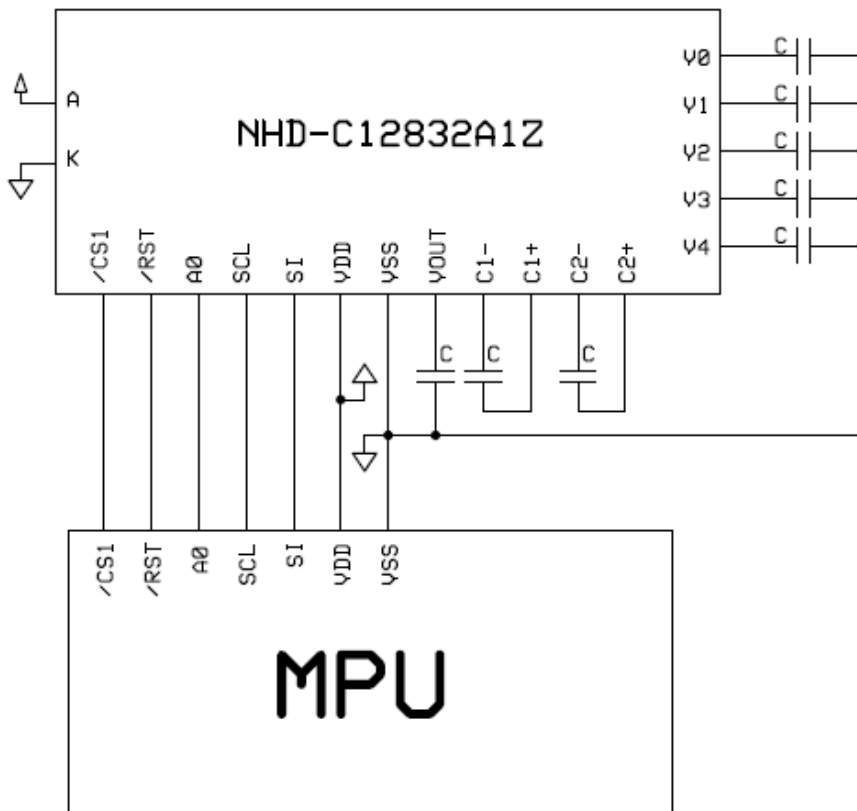 V0 C
A
V1 C
NHD-C12832A1Z
K
V2 C
V3 C
V4 C
/CS1 /RST A0 SCL SI VDD VSS VOUT C1- C1+ C2- C2+
C C C
/CS1 /RST A0 SCL SI VDD VSS
MPU